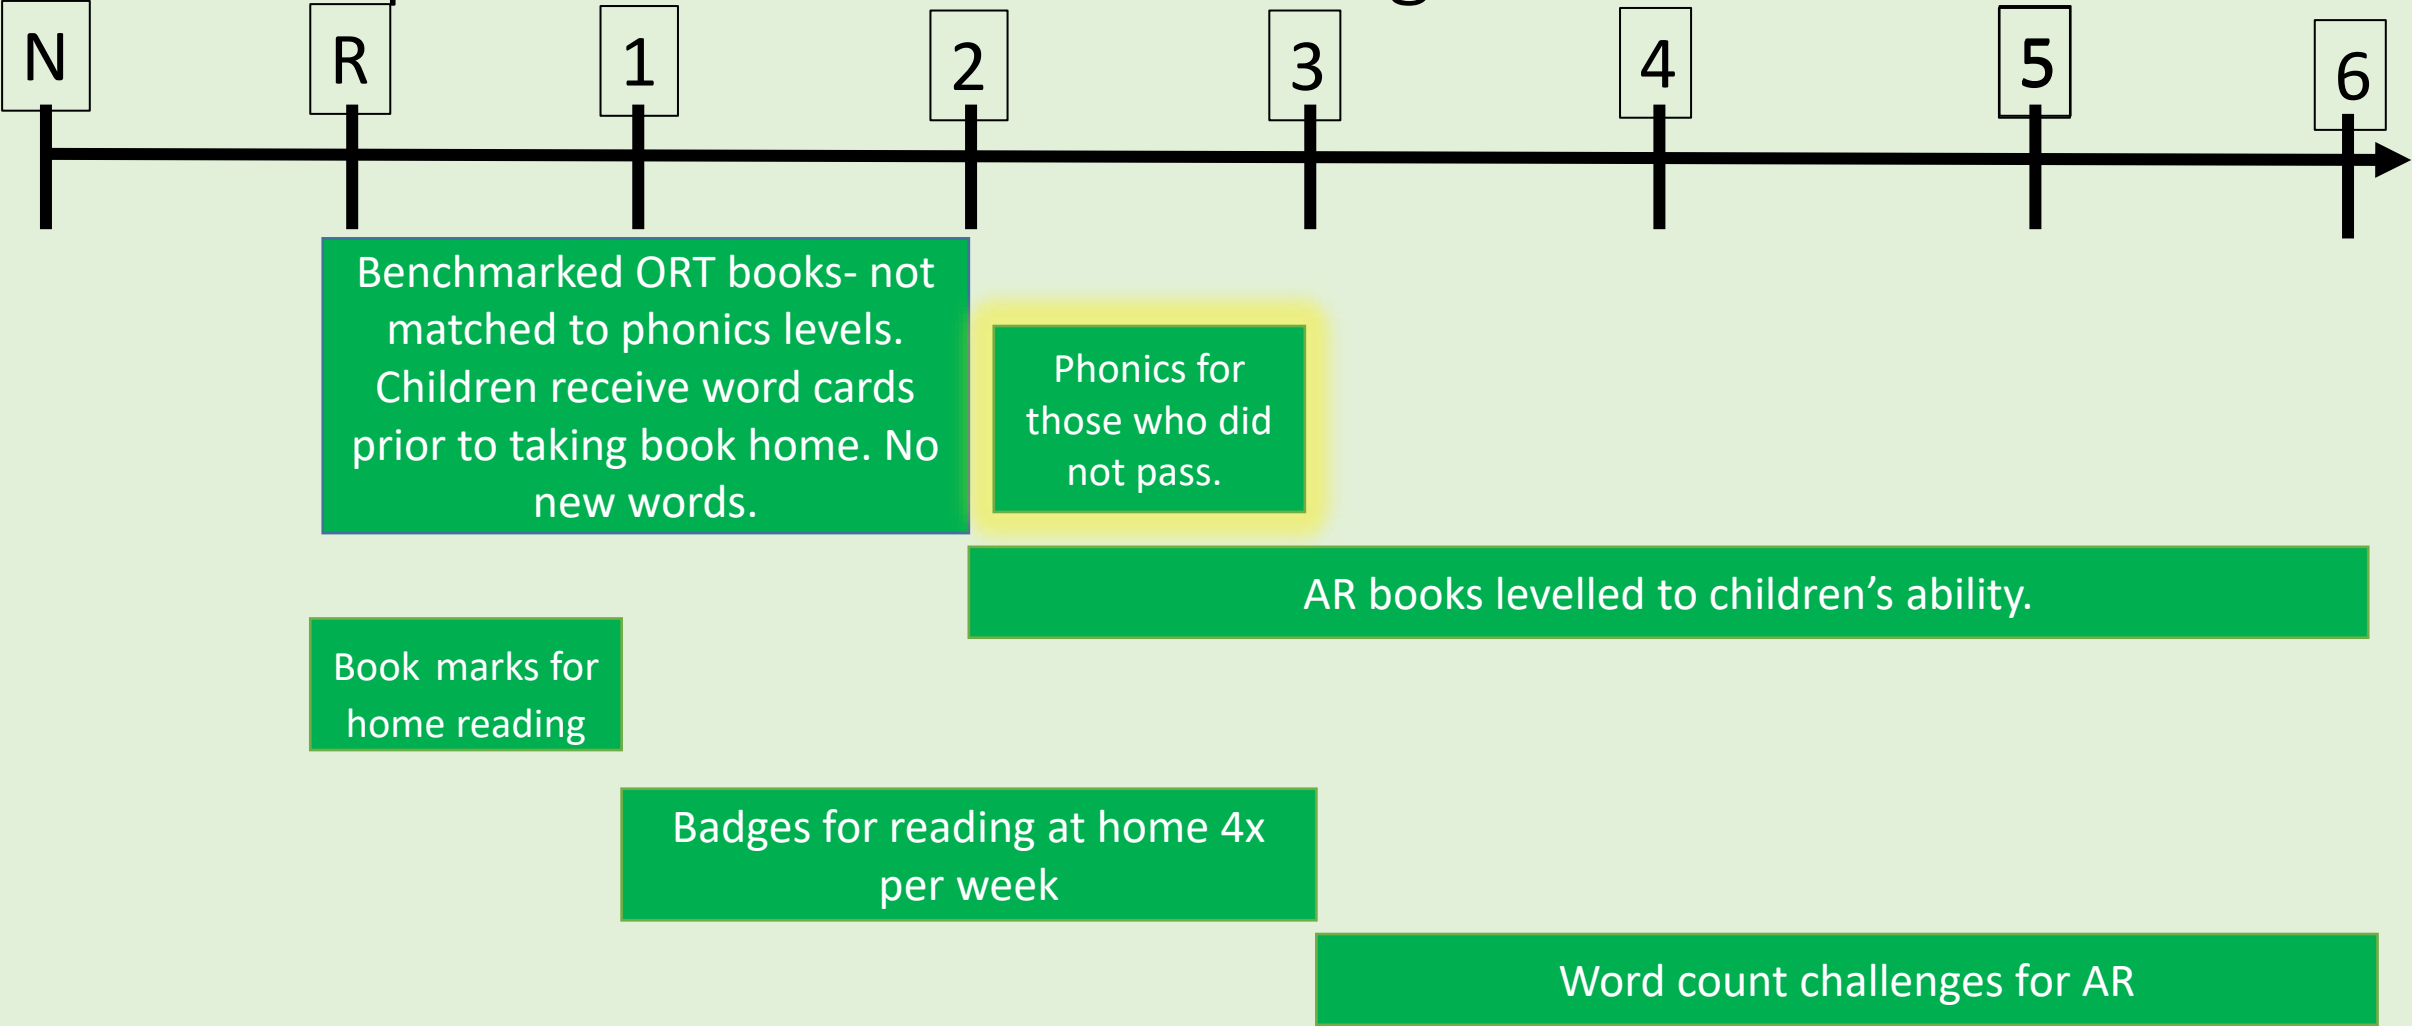 N
R
1
2
3
4
5
6
Benchmarked ORT books- not
matched to phonics levels.
Children receive word cards
prior to taking book home. No
new words.
Phonics for
those who did
not pass.
AR books levelled to children’s ability.
Book marks for
home reading
Badges for reading at home 4x
per week
Word count challenges for AR